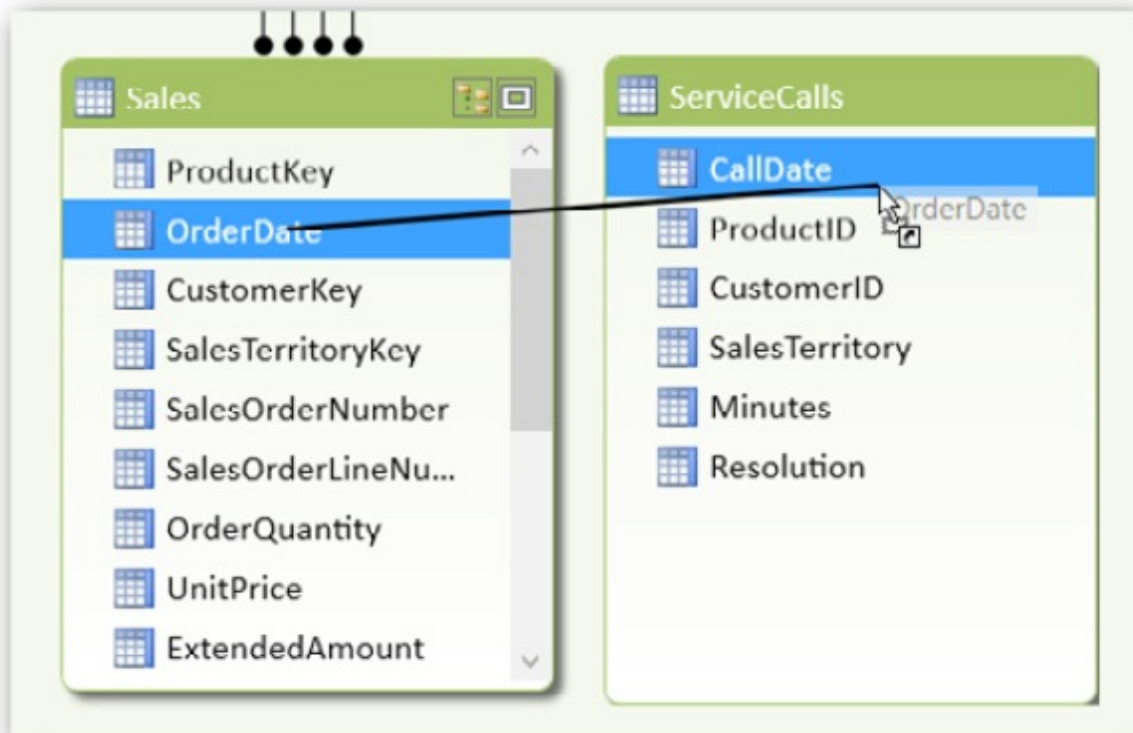 Sales
ProductKey
OrderDate
CustomerKey
SalesTerritoryKey
SalesOrderNumber
SalesOrderLineNu...
OrderQuantity
UnitPrice
ExtendedAmount
ServiceCalls
CallDate
OrderDate
ProductID
CustomerID
SalesTerritory
Minutes
Resolution